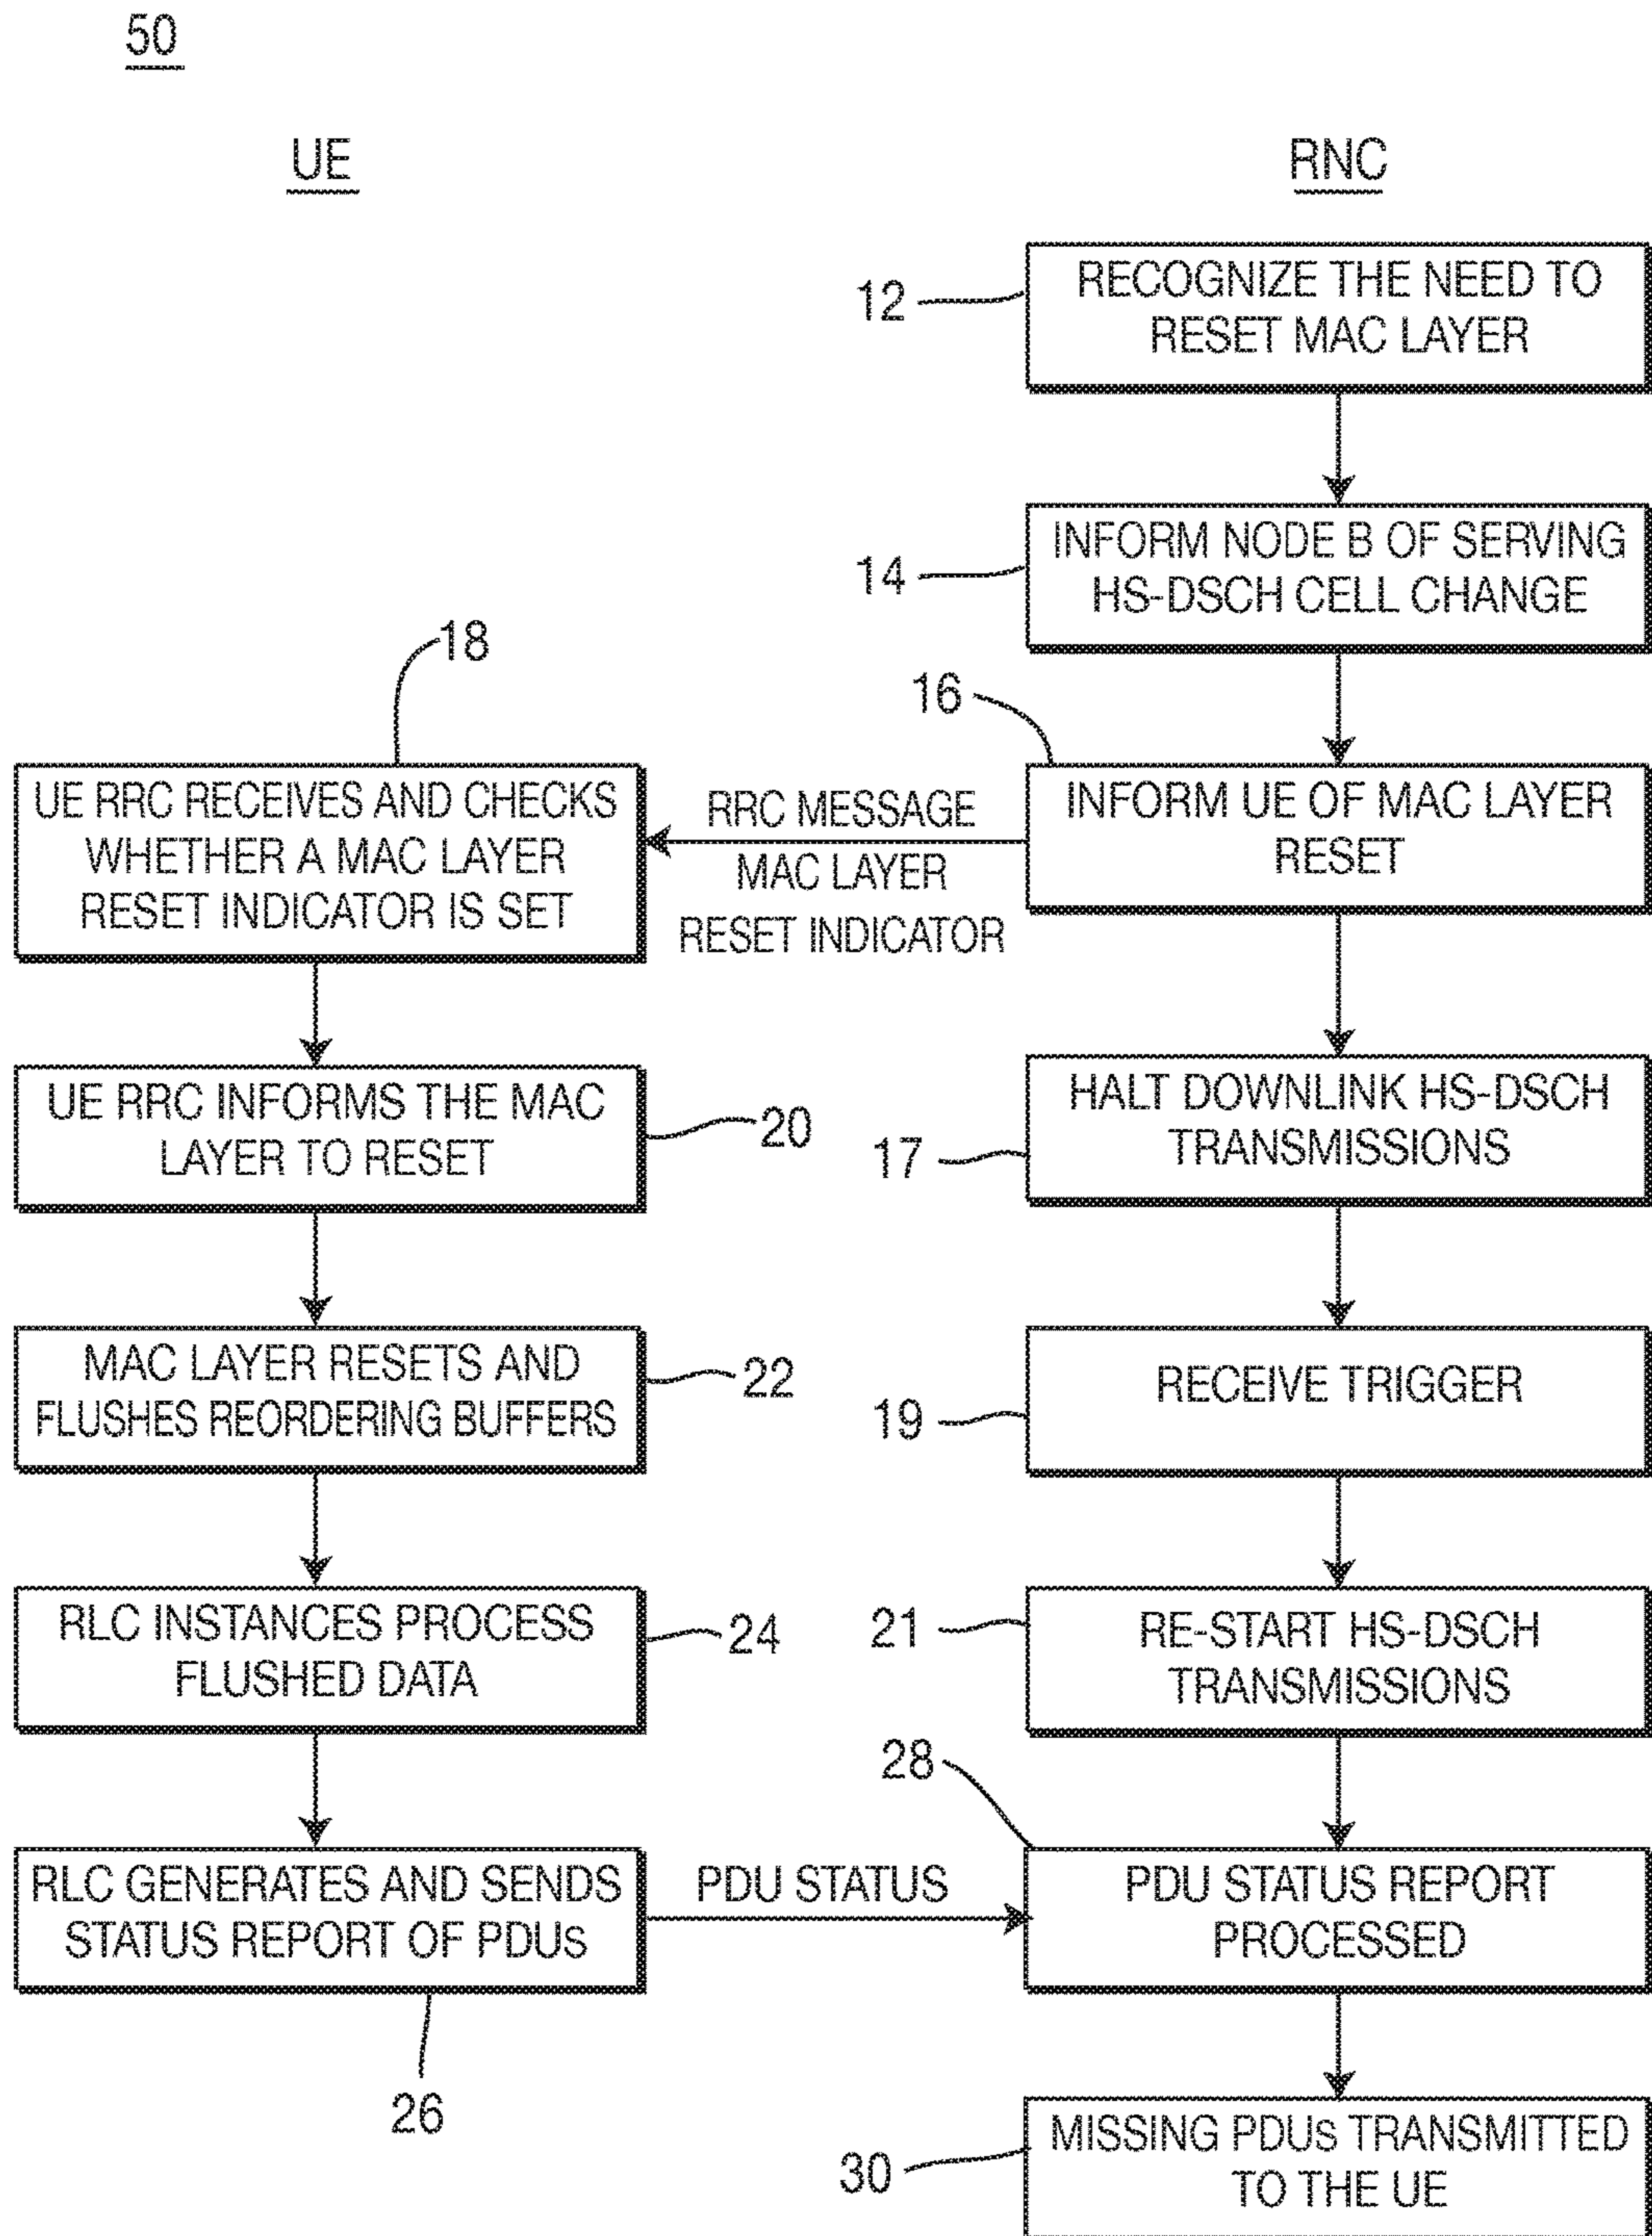 50
UE
RNC
12
RECOGNIZE THE NEED TO
RESET MAC LAYER
14
INFORM NODE B OF SERVING
HS-DSCH CELL CHANGE
18
16
UE RRC RECEIVES AND CHECKS
WHETHER A MAC LAYER
RESET INDICATOR IS SET
RRC MESSAGE
MAC LAYER
RESET INDICATOR
INFORM UE OF MAC LAYER
RESET
UE RRC INFORMS THE MAC
LAYER TO RESET
20
17
HALT DOWNLINK HS-DSCH
TRANSMISSIONS
MAC LAYER RESETS AND
FLUSHES REORDERING BUFFERS
22
19
RECEIVE TRIGGER
RLC INSTANCES PROCESS
FLUSHED DATA
24
21
RE-START HS-DSCH
TRANSMISSIONS
28
RLC GENERATES AND SENDS
STATUS REPORT OF PDUs
PDU STATUS
PDU STATUS REPORT
PROCESSED
26
30
MISSING PDUs TRANSMITTED
TO THE UE